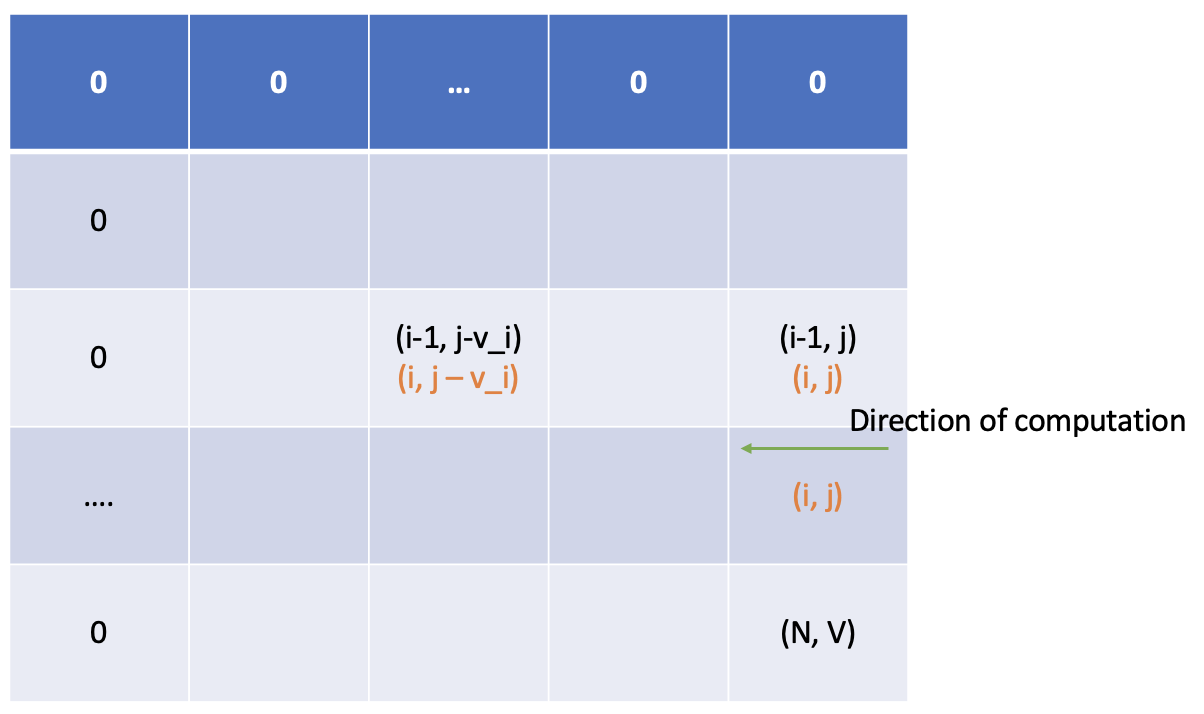 0 0 ... 0 0
0
0 (i-1, j-v_i) (i-1, j)
(i, j – v_i) (i, j)
Direction of computation
.... (i, j)
0 (N, V)